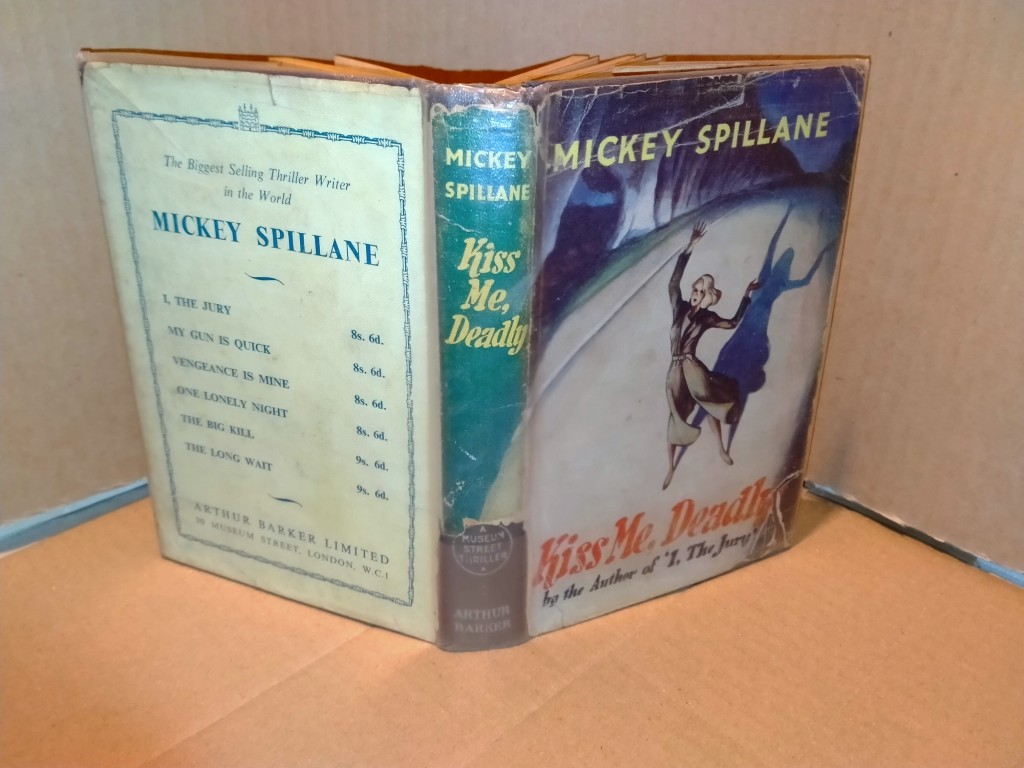 The Biggest Selling Thriller Writer
in the World
MICKEY SPILLANE
I, THE JURY 8s. 6d.
MY GUN IS QUICK 8s. 6d.
VENGEANCE IS MINE 8s. 6d.
ONE LONELY NIGHT 8s. 6d.
THE BIG KILL 9s. 6d.
THE LONG WAIT 9s. 6d.
ARTHUR BARKER LIMITED
30 MUSEUM STREET, LONDON, W.C.1
MICKEY
SPILLANE
Kiss
Me,
Deadly
A
MUSEUM
STREET
THRILLER
ARTHUR
BARKER
MICKEY SPILLANE
Kiss Me, Deadly
by the Author of 'I, The Jury'